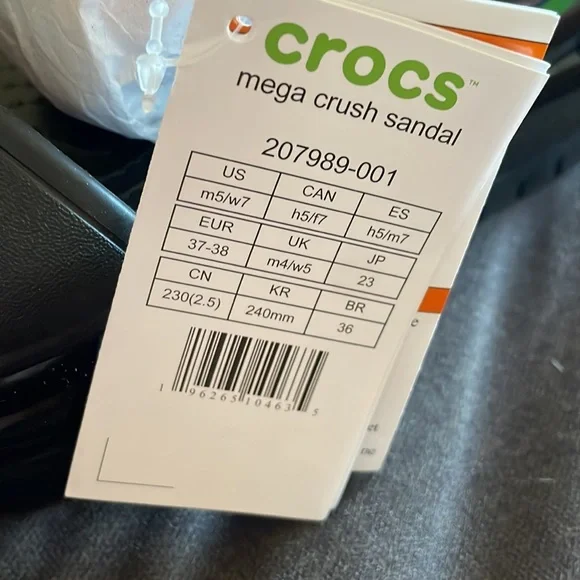 crocs™
mega crush sandal
207989-001
US CAN ES
m5/w7 h5/f7 h5/m7
EUR UK JP
37-38 m4/w5 23
CN KR BR
230(2.5) 240mm 36
1 96265 10463 5
e